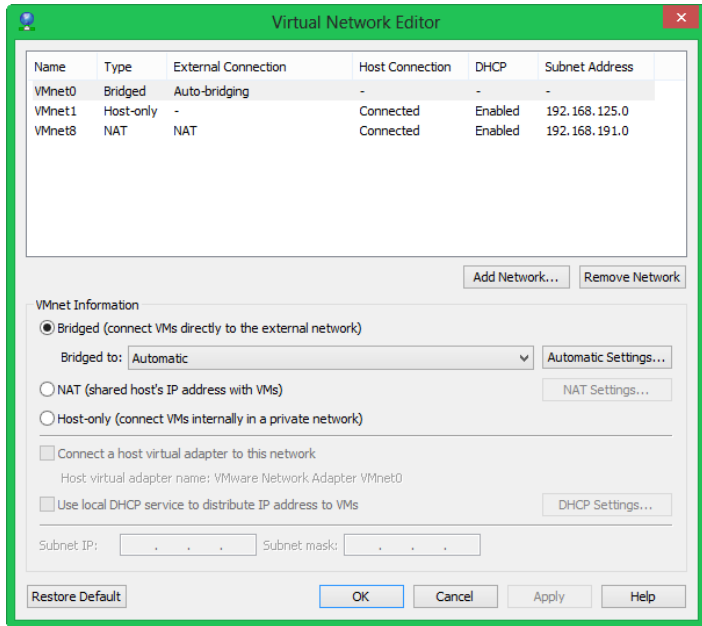 Virtual Network Editor
Name Type External Connection Host Connection DHCP Subnet Address
VMnet0 Bridged Auto-bridging - - -
VMnet1 Host-only - Connected Enabled 192.168.125.0
VMnet8 NAT NAT Connected Enabled 192.168.191.0
Add Network... Remove Network
VMnet Information
Bridged (connect VMs directly to the external network)
Bridged to: Automatic Automatic Settings...
NAT (shared host's IP address with VMs) NAT Settings...
Host-only (connect VMs internally in a private network)
Connect a host virtual adapter to this network
Host virtual adapter name: VMware Network Adapter VMnet0
Use local DHCP service to distribute IP address to VMs DHCP Settings...
Subnet IP: . . . Subnet mask: . . .
Restore Default OK Cancel Apply Help